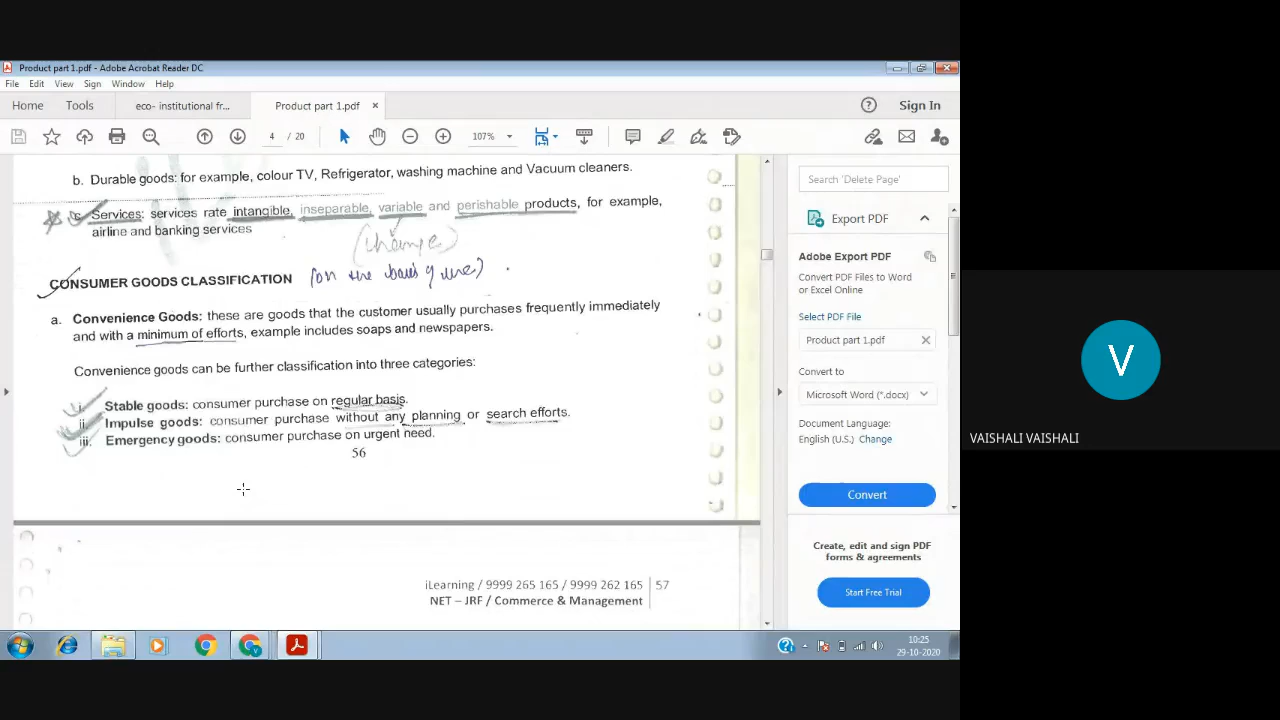 Product part 1.pdf - Adobe Acrobat Reader DC
File Edit View Sign Window Help
Home Tools eco- institutional fr... Product part 1.pdf × Sign In
4 / 20 107%
b. Durable goods: for example, colour TV, Refrigerator, washing machine and Vacuum cleaners.
c. Services: services rate intangible, inseparable, variable and perishable products, for example,
airline and banking services
(change)
CONSUMER GOODS CLASSIFICATION (on the basis of use)
a. Convenience Goods: these are goods that the customer usually purchases frequently immediately
and with a minimum of efforts, example includes soaps and newspapers.
Convenience goods can be further classification into three categories:
i. Stable goods: consumer purchase on regular basis.
ii. Impulse goods: consumer purchase without any planning or search efforts.
iii. Emergency goods: consumer purchase on urgent need.
56
iLearning / 9999 265 165 / 9999 262 165 57
NET – JRF / Commerce & Management
Search 'Delete Page'
Export PDF
Adobe Export PDF
Convert PDF Files to Word
or Excel Online
Select PDF File
Product part 1.pdf
Convert to
Microsoft Word (*.docx)
Document Language:
English (U.S.) Change
Convert
Create, edit and sign PDF
forms & agreements
Start Free Trial
10:25
29-10-2020
V
VAISHALI VAISHALI